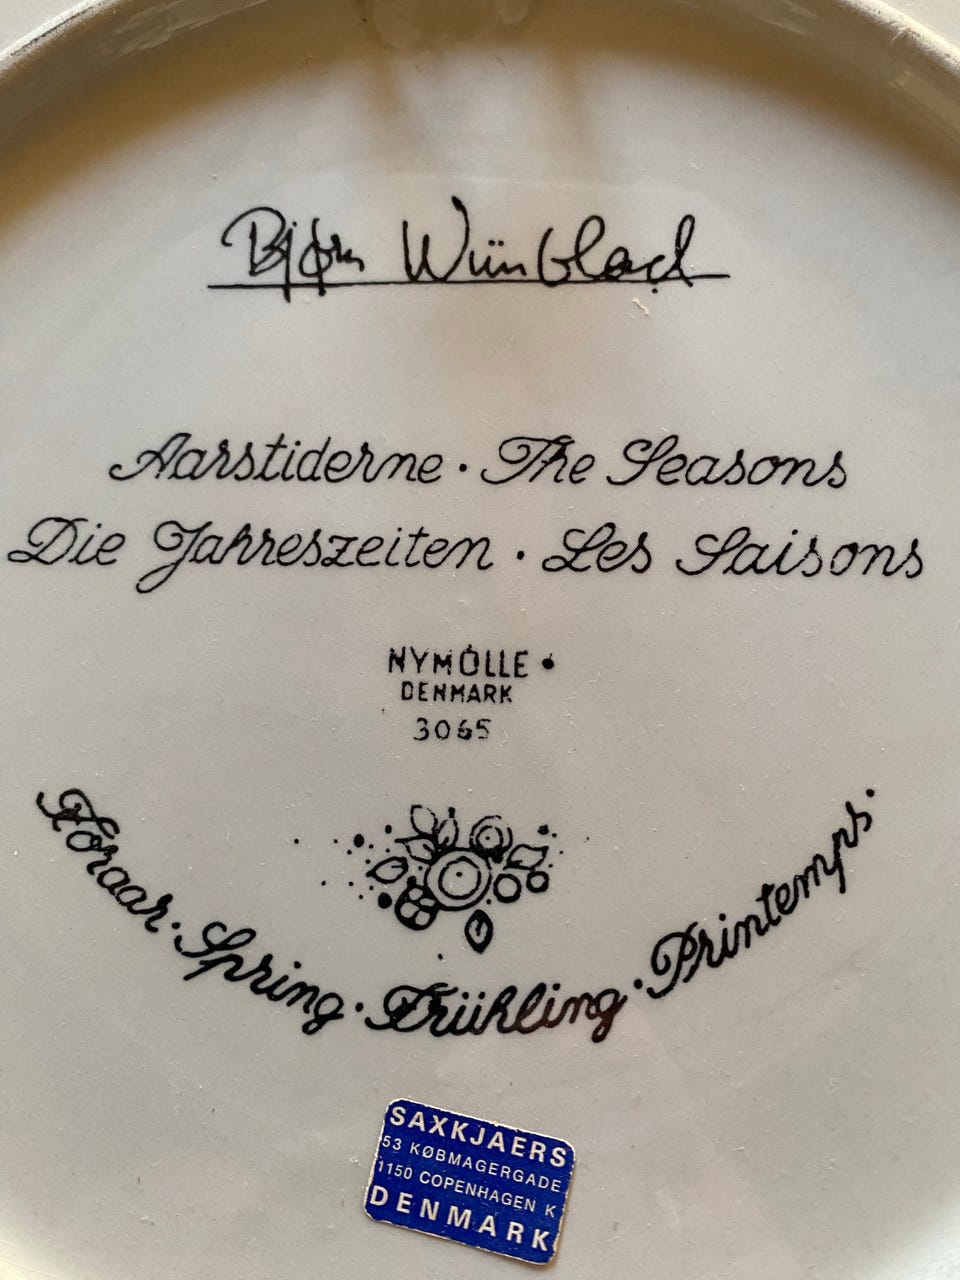 Bjørn Wiinblad
Aarstiderne · The Seasons
Die Jahreszeiten · Les Saisons
NYMÖLLE
DENMARK
3065
Foraar · Spring · Frühling · Printemps ·
SAXKJAERS
53 KØBMAGERGADE
1150 COPENHAGEN K
DENMARK